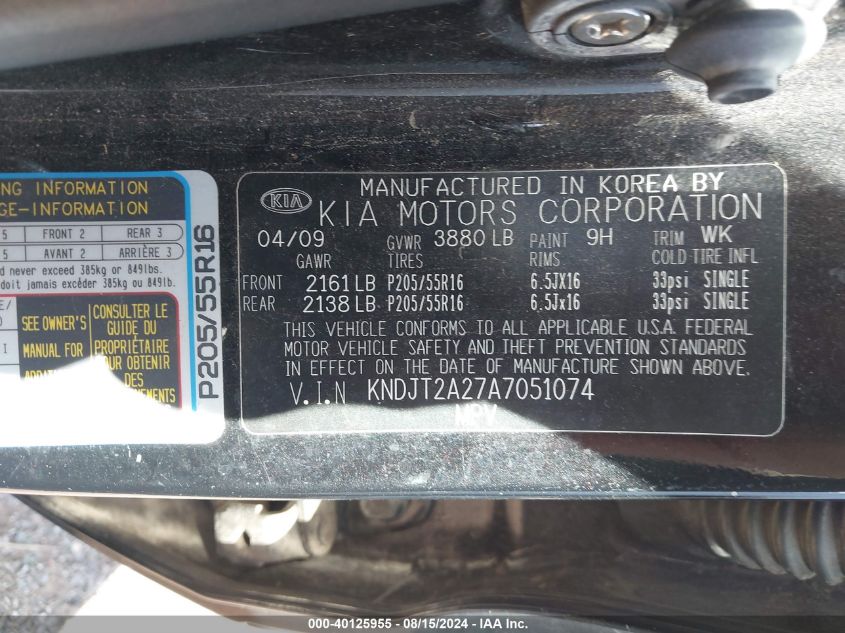 NG INFORMATION
GE-INFORMATION
5 FRONT 2 REAR 3
5 AVANT 2 ARRIÈRE 3
d never exceed 385kg or 849lbs.
doit jamais excéder 385kg ou 849lb.
SEE OWNER'S
MANUAL FOR
CONSULTER LE
GUIDE DU
PROPRIÉTAIRE
POUR OBTENIR
DES
P205/55R16
KIA
MANUFACTURED IN KOREA BY
KIA MOTORS CORPORATION
04/09 GVWR 3880 LB PAINT 9H TRIM WK
GAWR TIRES RIMS COLD TIRE INFL
FRONT 2161 LB P205/55R16 6.5JX16 33psi SINGLE
REAR 2138 LB P205/55R16 6.5Jx16 33psi SINGLE
THIS VEHICLE CONFORMS TO ALL APPLICABLE U.S.A. FEDERAL
MOTOR VEHICLE SAFETY AND THEFT PREVENTION STANDARDS
IN EFFECT ON THE DATE OF MANUFACTURE SHOWN ABOVE.
V.I.N KNDJT2A27A7051074
MPV
000-40125955 - 08/15/2024 - IAA, Inc.